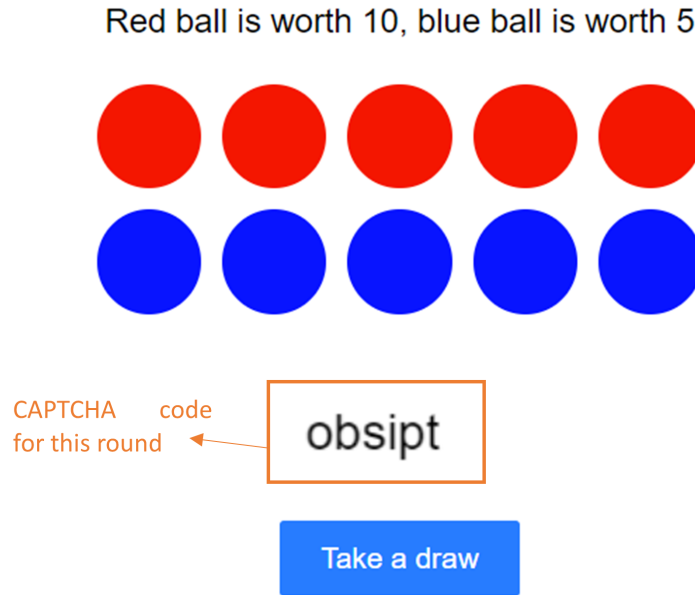 Red ball is worth 10, blue ball is worth 5
CAPTCHA code
for this round
obsipt
Take a draw